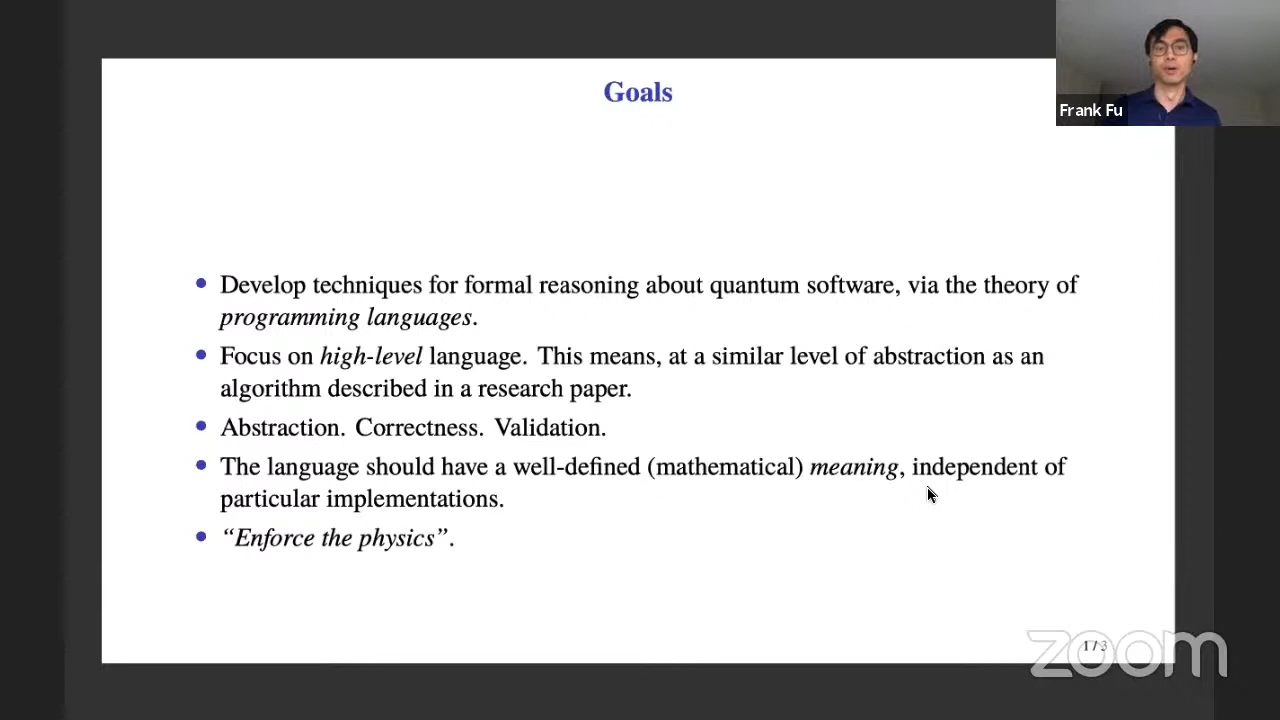 Goals
Frank Fu
Develop techniques for formal reasoning about quantum software, via the theory of
programming languages.
Focus on high-level language. This means, at a similar level of abstraction as an
algorithm described in a research paper.
Abstraction. Correctness. Validation.
The language should have a well-defined (mathematical) meaning, independent of
particular implementations.
“Enforce the physics”.
1 / 3
zoom